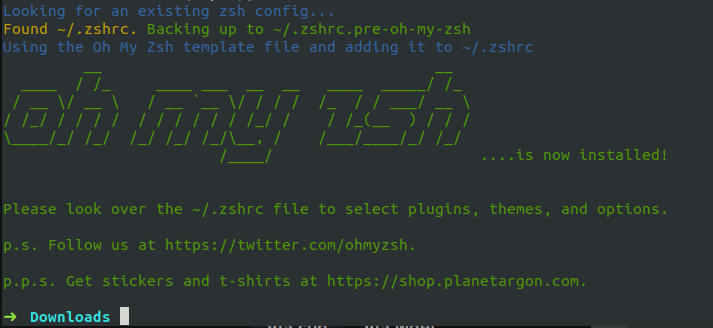 Looking for an existing zsh config...
Found ~/.zshrc. Backing up to ~/.zshrc.pre-oh-my-zsh
Using the Oh My Zsh template file and adding it to ~/.zshrc
oh my zsh
....is now installed!
Please look over the ~/.zshrc file to select plugins, themes, and options.
p.s. Follow us at https://twitter.com/ohmyzsh.
p.p.s. Get stickers and t-shirts at https://shop.planetargon.com.
➜ Downloads